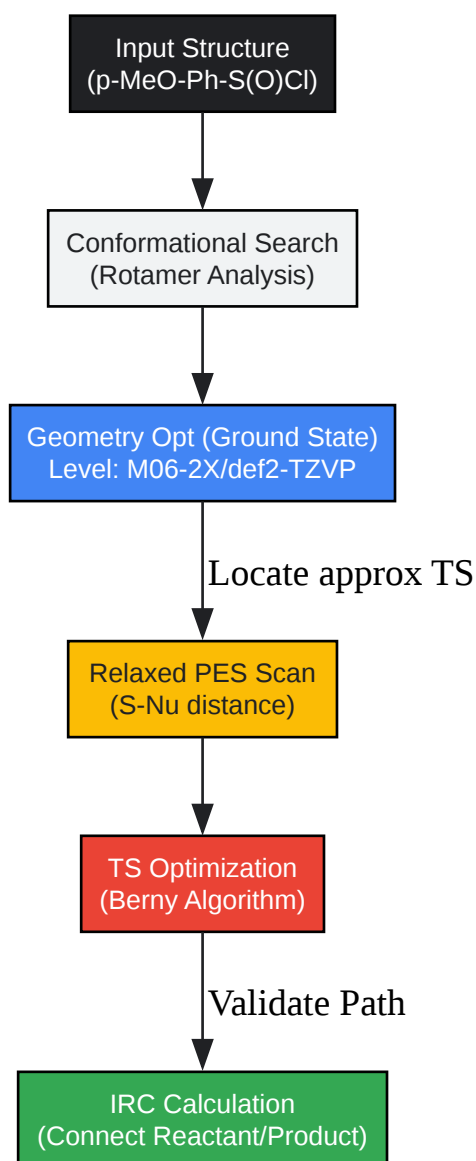 Input Structure
(p-MeO-Ph-S(O)Cl)
Conformational Search
(Rotamer Analysis)
Geometry Opt (Ground State)
Level: M06-2X/def2-TZVP
Locate approx TS
Relaxed PES Scan
(S-Nu distance)
TS Optimization
(Berny Algorithm)
Validate Path
IRC Calculation
(Connect Reactant/Product)